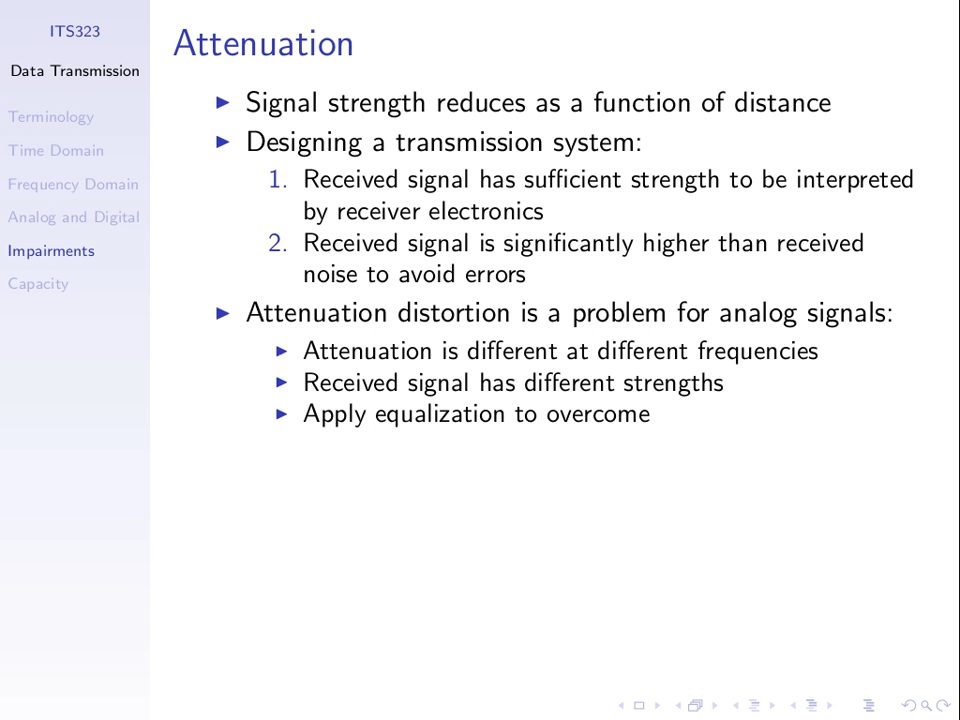 ITS323
Data Transmission
Terminology
Time Domain
Frequency Domain
Analog and Digital
Impairments
Capacity
Attenuation
Signal strength reduces as a function of distance
Designing a transmission system:
1. Received signal has sufficient strength to be interpreted
by receiver electronics
2. Received signal is significantly higher than received
noise to avoid errors
Attenuation distortion is a problem for analog signals:
Attenuation is different at different frequencies
Received signal has different strengths
Apply equalization to overcome